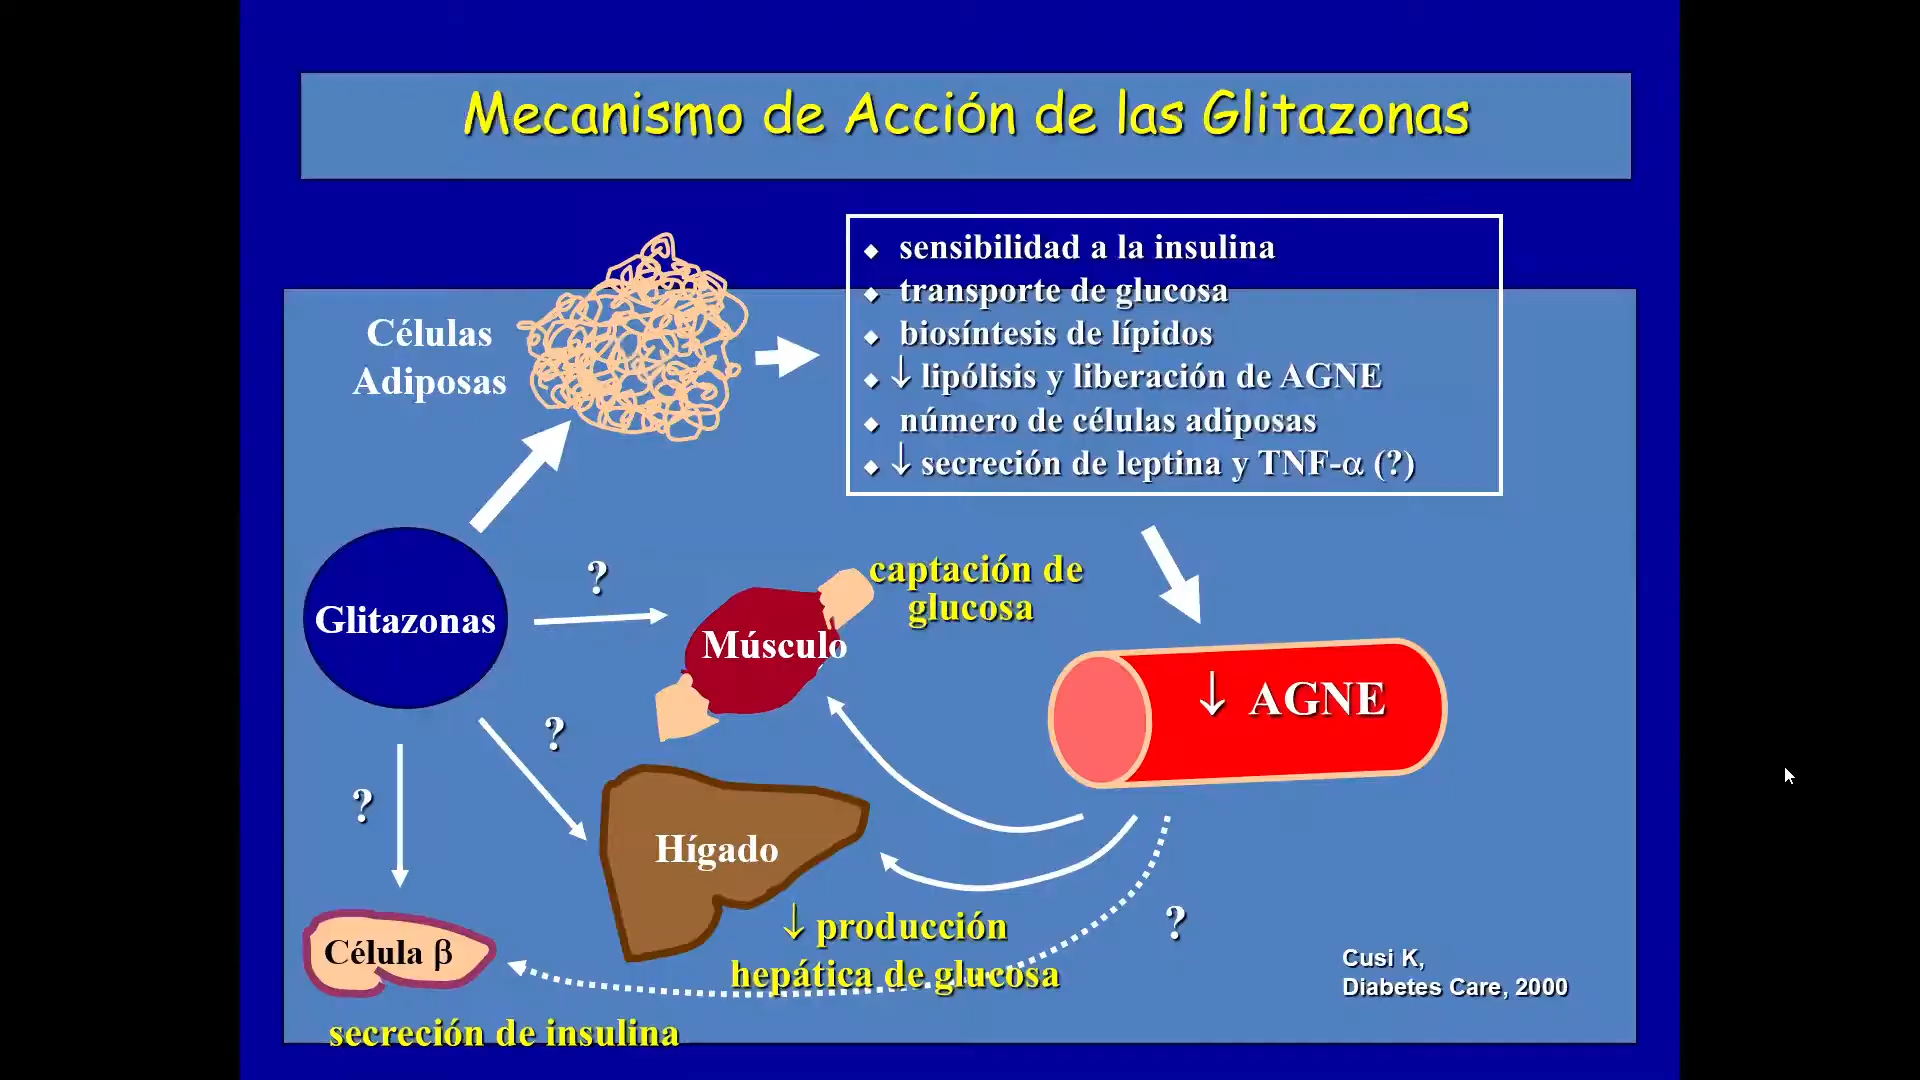 Mecanismo de Acción de las Glitazonas
◆ sensibilidad a la insulina
◆ transporte de glucosa
◆ biosíntesis de lípidos
◆ ↓ lipólisis y liberación de AGNE
◆ número de células adiposas
◆ ↓ secreción de leptina y TNF-α (?)
Células
Adiposas
captación de
glucosa
?
Glitazonas
Músculo
↓ AGNE
?
?
Hígado
↓ producción
hepática de glucosa
?
Célula β
secreción de insulina
Cusi K,
Diabetes Care, 2000